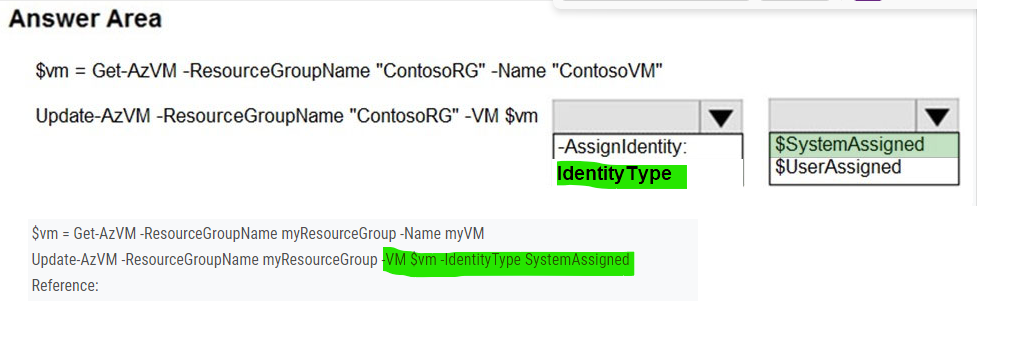 Answer Area
$vm = Get-AzVM -ResourceGroupName "ContosoRG" -Name "ContosoVM"
Update-AzVM -ResourceGroupName "ContosoRG" -VM $vm
-AssignIdentity:
IdentityType
$SystemAssigned
$UserAssigned
$vm = Get-AzVM -ResourceGroupName myResourceGroup -Name myVM
Update-AzVM -ResourceGroupName myResourceGroup -VM $vm -IdentityType SystemAssigned
Reference: